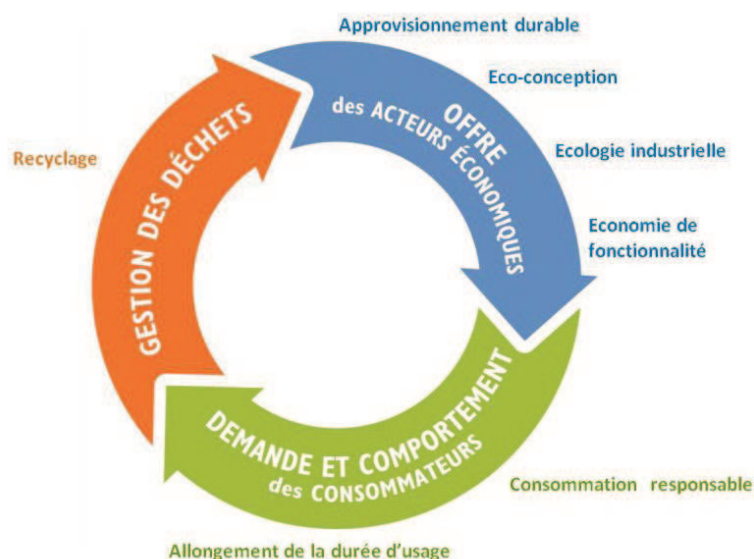 Approvisionnement durable
Eco-conception
OFFRE
des ACTEURS ÉCONOMIQUES
Ecologie industrielle
Economie de
fonctionnalité
Recyclage
GESTION DES DÉCHETS
DEMANDE ET COMPORTEMENT
des CONSOMMATEURS
Consommation responsable
Allongement de la durée d'usage